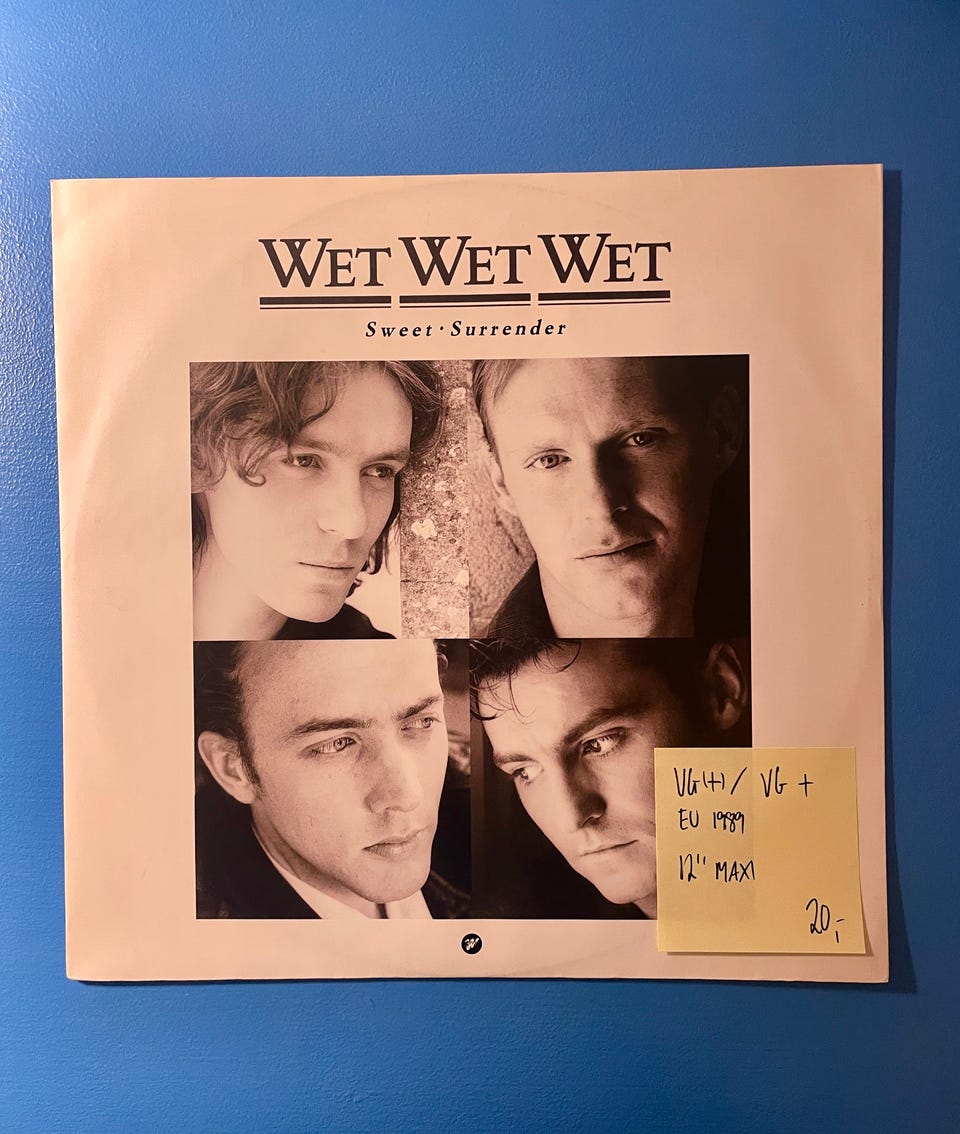 WET WET WET
Sweet · Surrender
VG(+) / VG +
EU 1989
12" MAXI
20,-
W